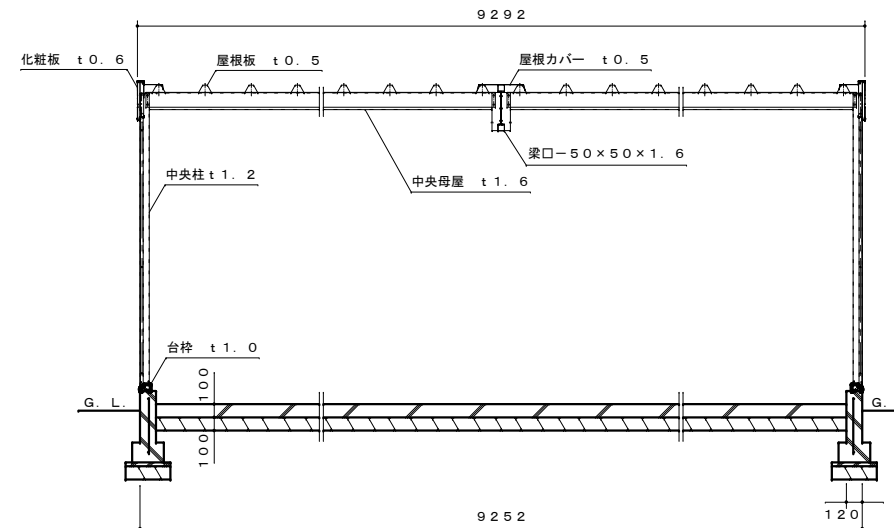 ９２９２
化粧板　ｔ０．６
屋根板　ｔ０．５
屋根カバー　ｔ０．５
梁口－５０×５０×１．６
中央柱ｔ１．２
中央母屋　ｔ１．６
台枠　ｔ１．０
１００
Ｇ．Ｌ．
Ｇ．
１００
１２０
９２５２